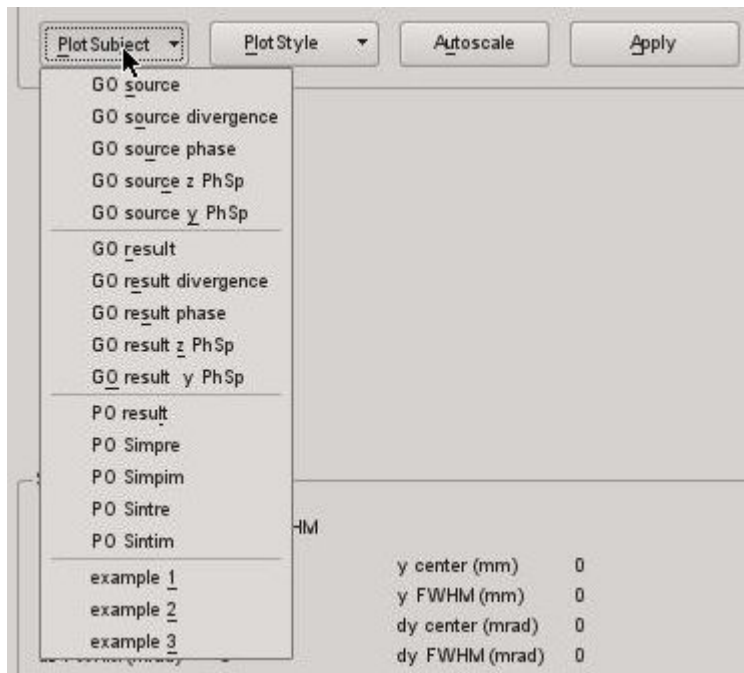 PlotSubject PlotStyle Autoscale Apply
GO source
GO source divergence
GO source phase
GO source z PhSp
GO source y PhSp
GO result
GO result divergence
GO result phase
GO result z PhSp
GO result y PhSp
PO result
PO Simpre
PO Simpim
PO Sintre
PO Sintim
example 1
example 2
example 3
y center (mm) 0
y FWHM (mm) 0
dy center (mrad) 0
dy FWHM (mrad) 0